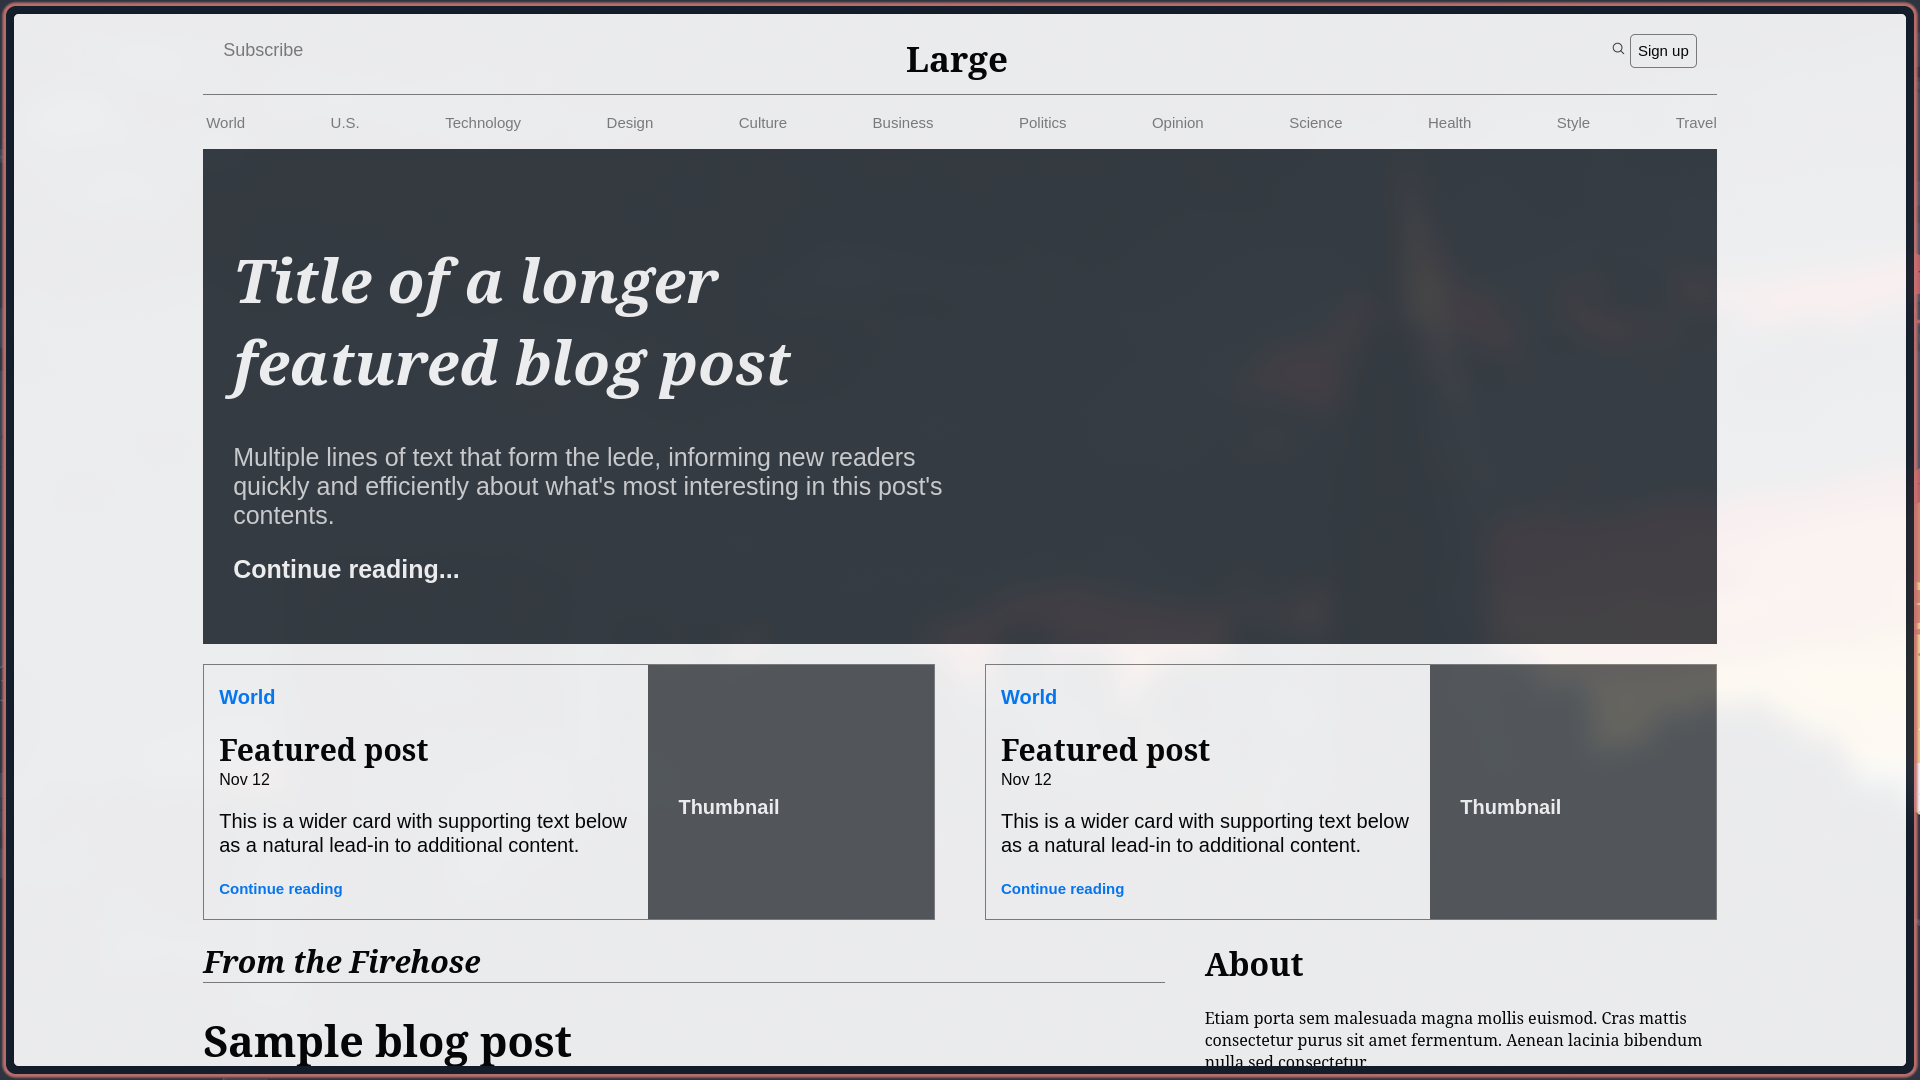 Subscribe
Large
Sign up
World U.S. Technology Design Culture Business Politics Opinion Science Health Style Travel
Title of a longer
featured blog post
Multiple lines of text that form the lede, informing new readers
quickly and efficiently about what's most interesting in this post's
contents.
Continue reading...
World
Featured post
Nov 12
This is a wider card with supporting text below
as a natural lead-in to additional content.
Continue reading
Thumbnail
World
Featured post
Nov 12
This is a wider card with supporting text below
as a natural lead-in to additional content.
Continue reading
Thumbnail
From the Firehose
Sample blog post
About
Etiam porta sem malesuada magna mollis euismod. Cras mattis
consectetur purus sit amet fermentum. Aenean lacinia bibendum
nulla sed consectetur.